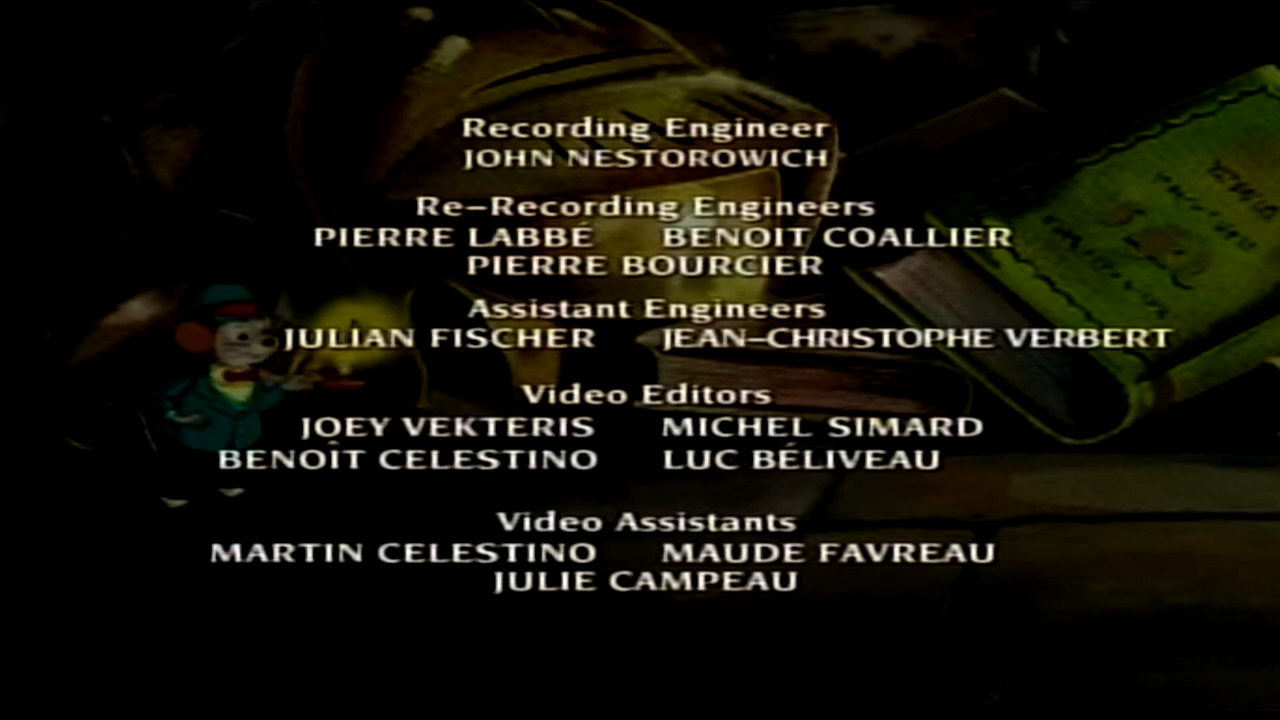 Recording Engineer
JOHN NESTOROWICH
Re-Recording Engineers
PIERRE LABBÉ BENOIT COALLIER
PIERRE BOURCIER
Assistant Engineers
JULIAN FISCHER JEAN-CHRISTOPHE VERBERT
Video Editors
JOEY VEKTERIS MICHEL SIMARD
BENOÎT CELESTINO LUC BÉLIVEAU
Video Assistants
MARTIN CELESTINO MAUDE FAVREAU
JULIE CAMPEAU